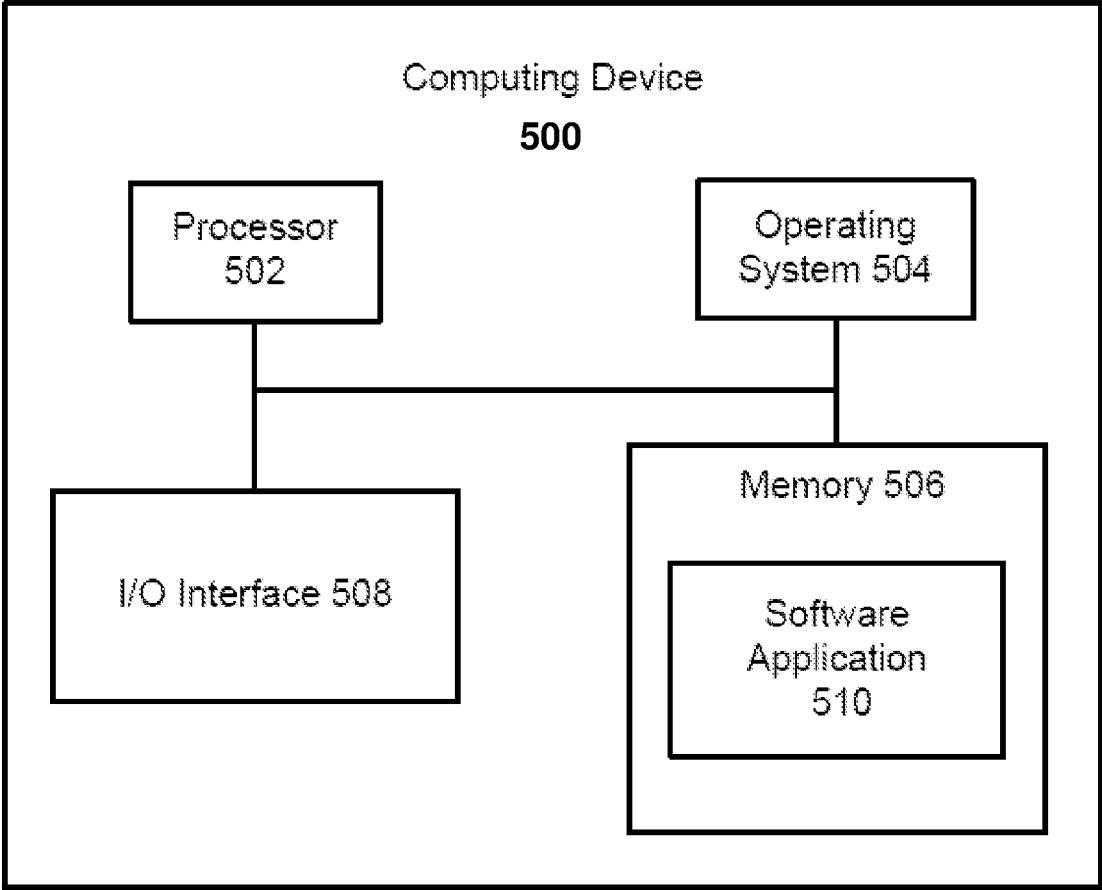 Computing Device
500
Processor
502
Operating
System 504
I/O Interface 508
Memory 506
Software
Application
510